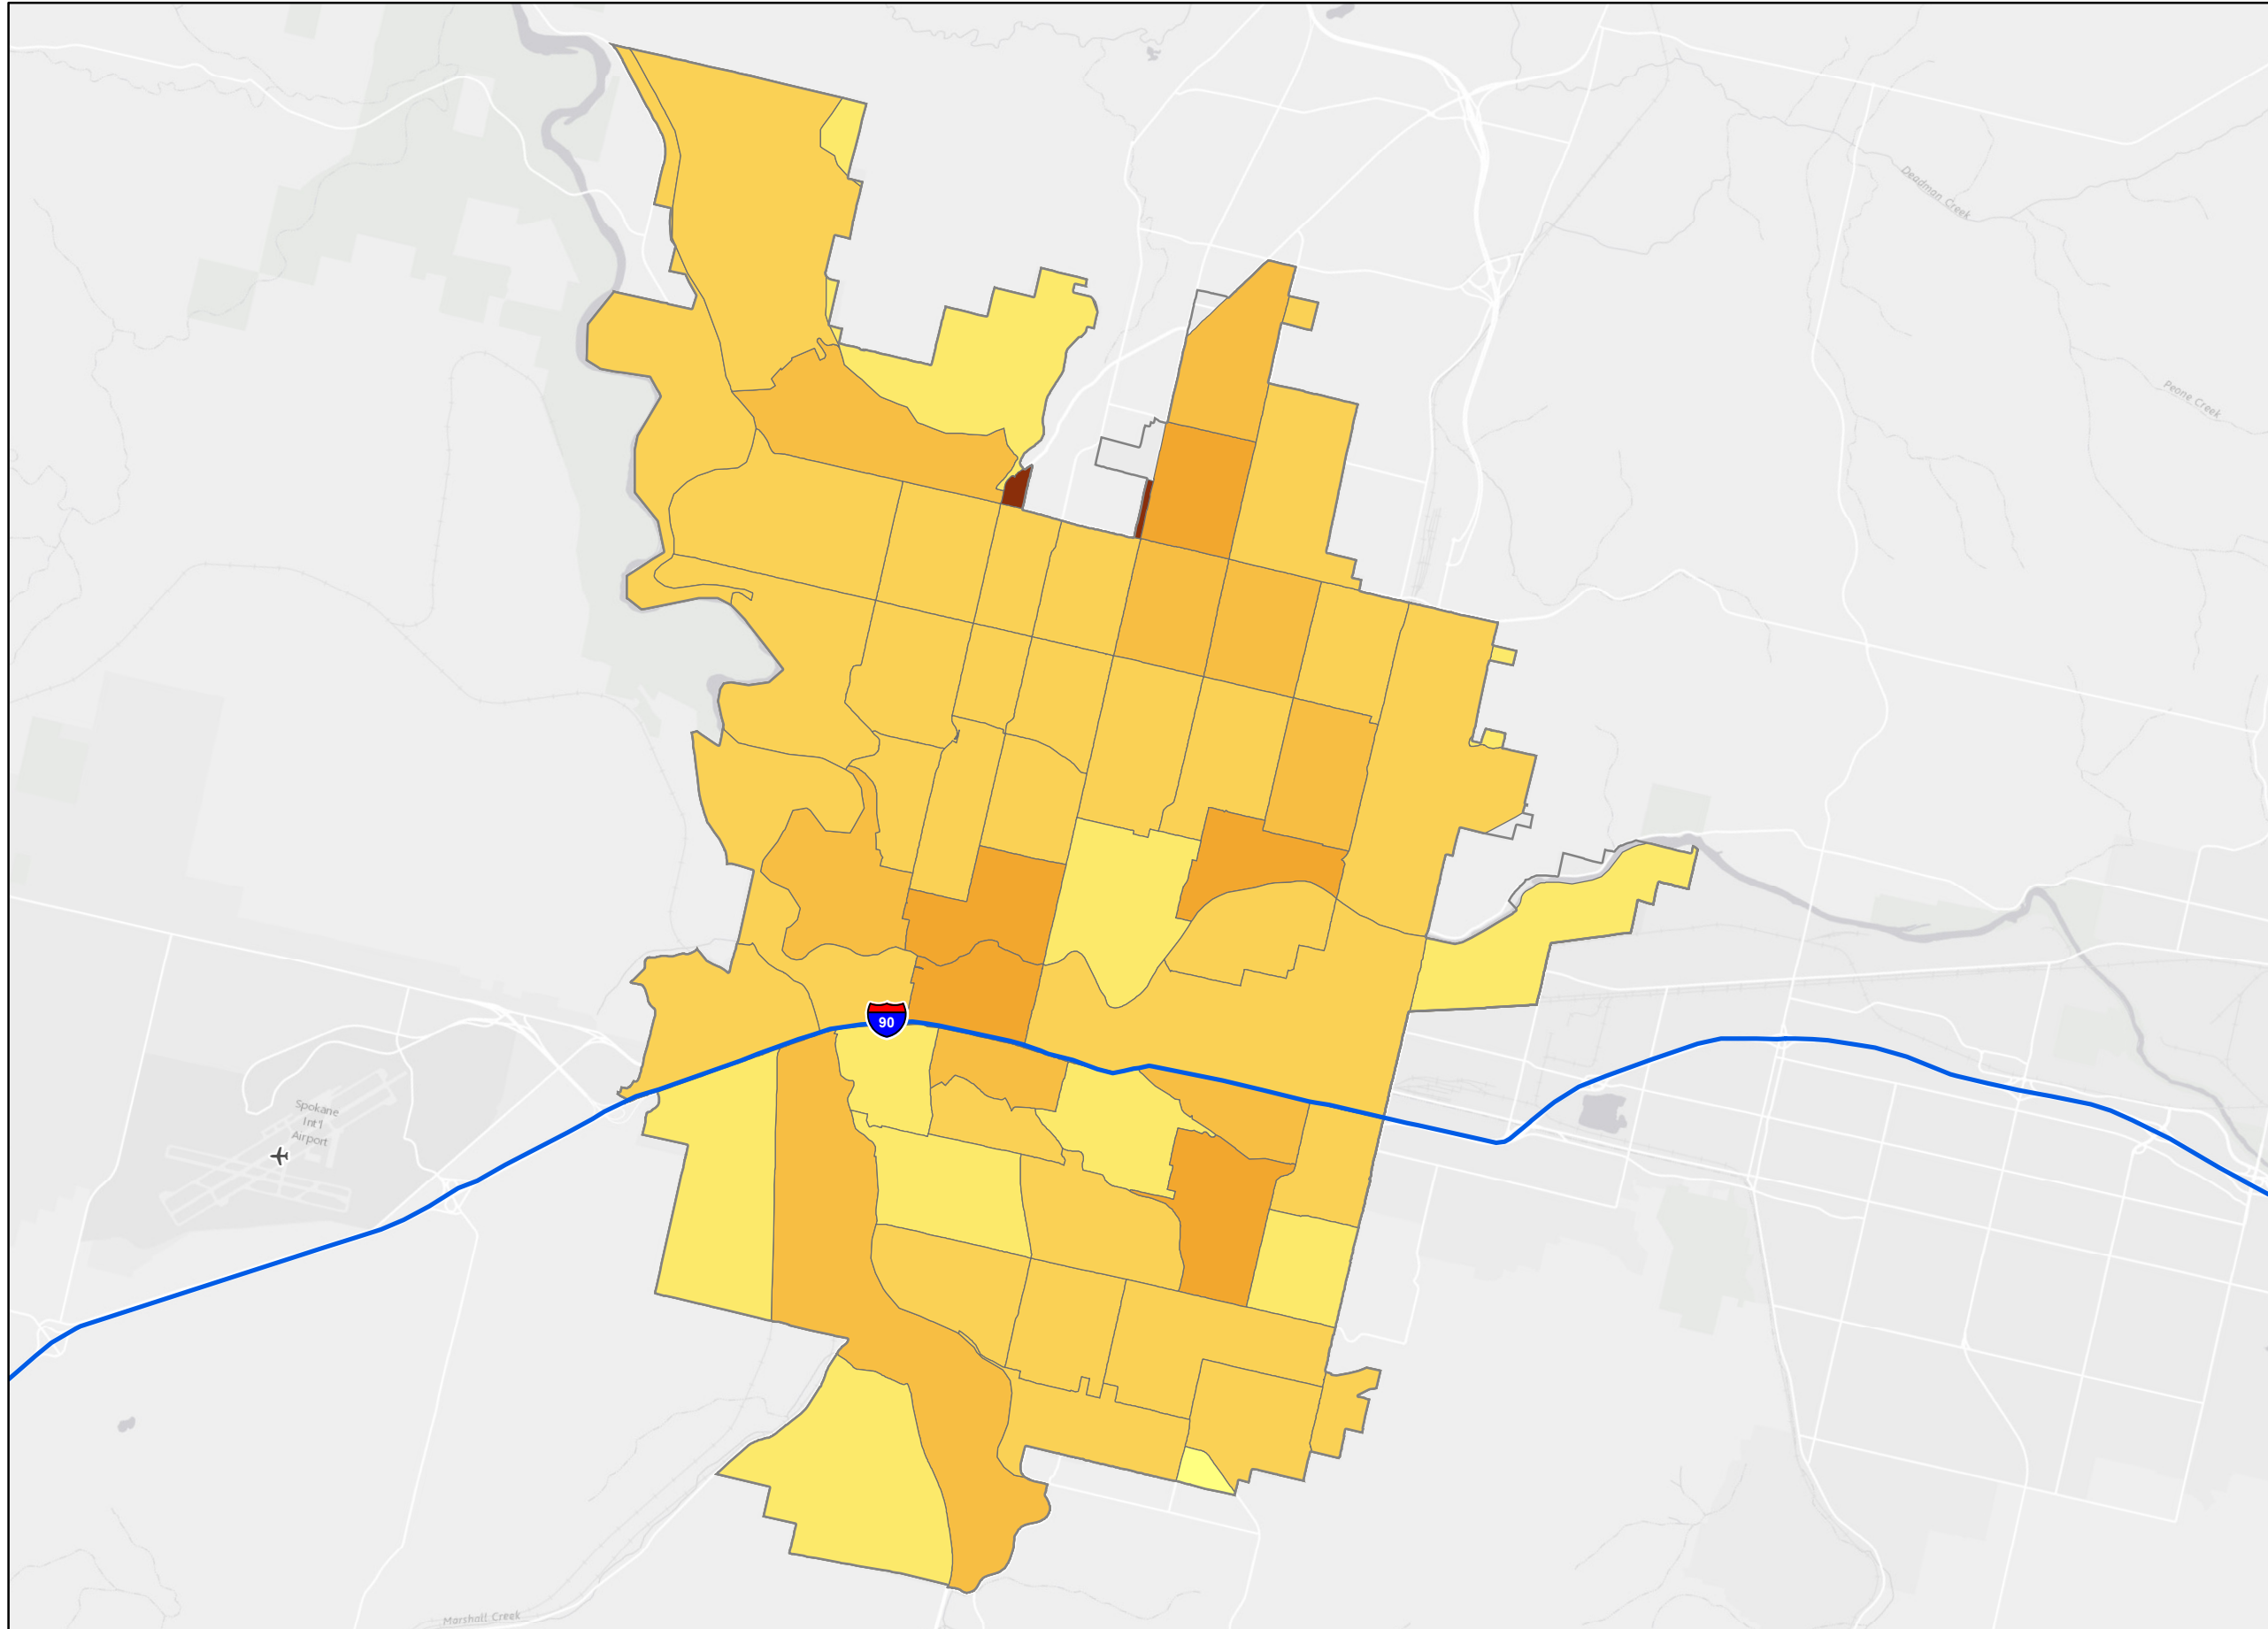 Deadman Creek
Peone Creek
90
Spokane
Int'l
Airport
Marshall Creek